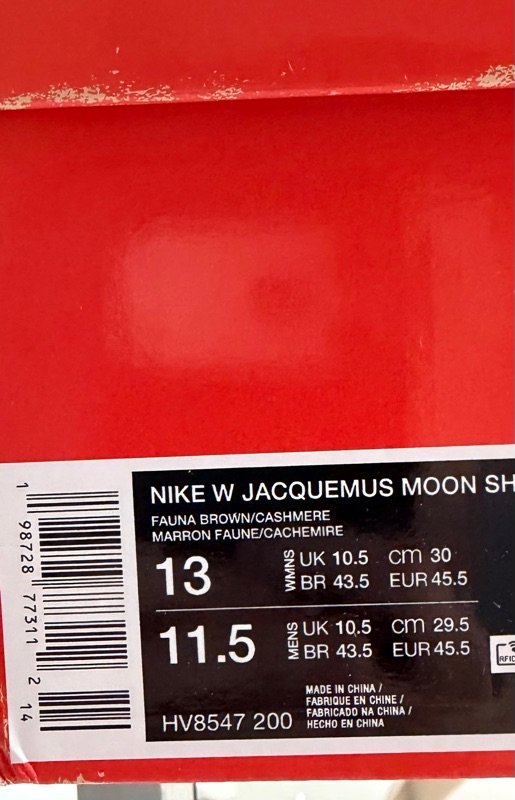 NIKE W JACQUEMUS MOON SH
FAUNA BROWN/CASHMERE
MARRON FAUNE/CACHEMIRE
13 WMNS UK 10.5 CM 30
BR 43.5 EUR 45.5
11.5 MENS UK 10.5 CM 29.5
BR 43.5 EUR 45.5
HV8547 200
MADE IN CHINA /
FABRIQUE EN CHINE /
FABRICADO NA CHINA /
HECHO EN CHINA
1 98728 77311 2 14
RFID